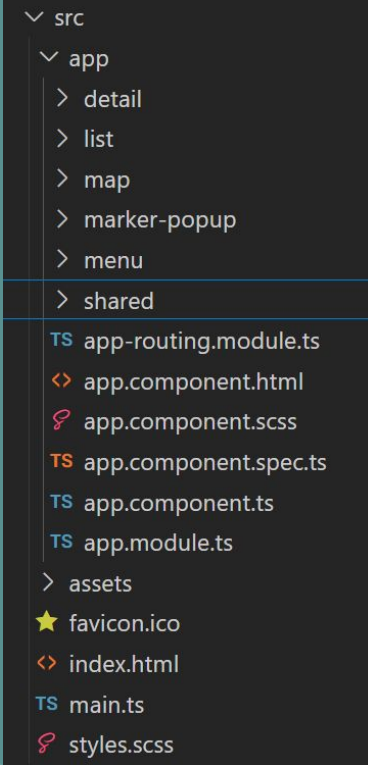 src
app
detail
list
map
marker-popup
menu
shared
TS app-routing.module.ts
<> app.component.html
app.component.scss
TS app.component.spec.ts
TS app.component.ts
TS app.module.ts
assets
favicon.ico
<> index.html
TS main.ts
styles.scss